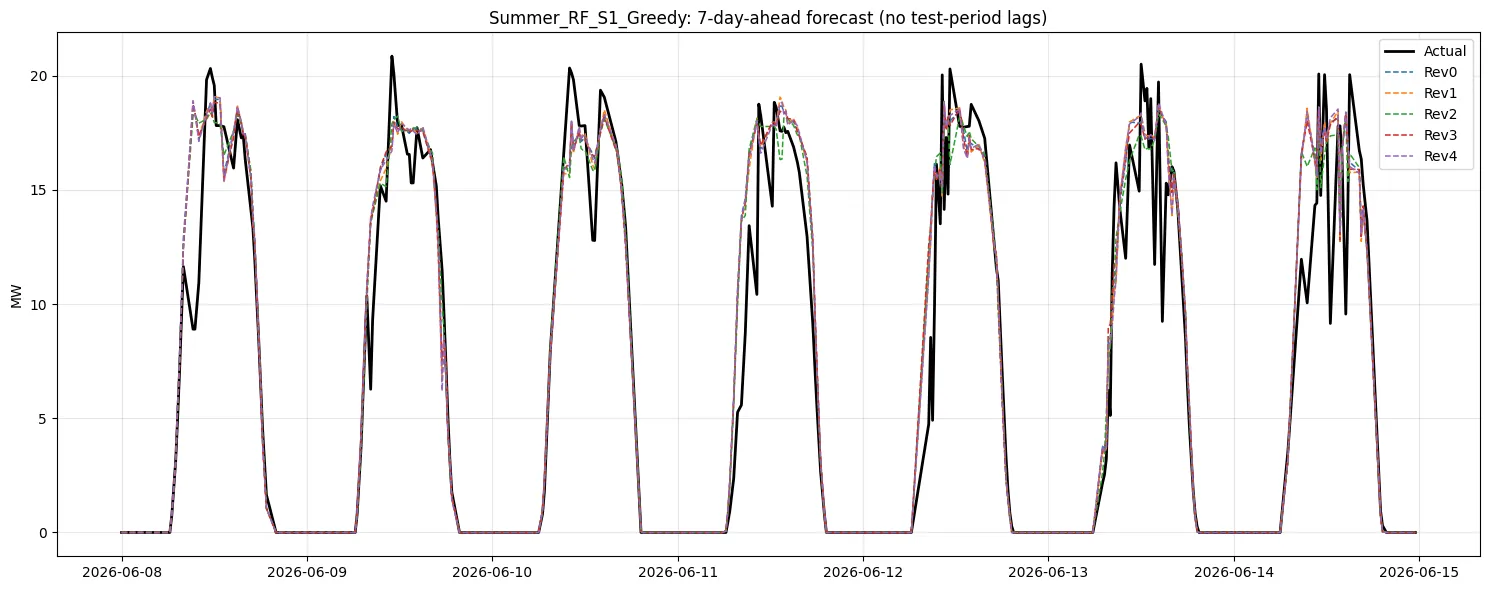 Summer_RF_S1_Greedy: 7-day-ahead forecast (no test-period lags)
MW
20
15
10
5
0
Actual
Rev0
Rev1
Rev2
Rev3
Rev4
2026-06-08
2026-06-09
2026-06-10
2026-06-11
2026-06-12
2026-06-13
2026-06-14
2026-06-15